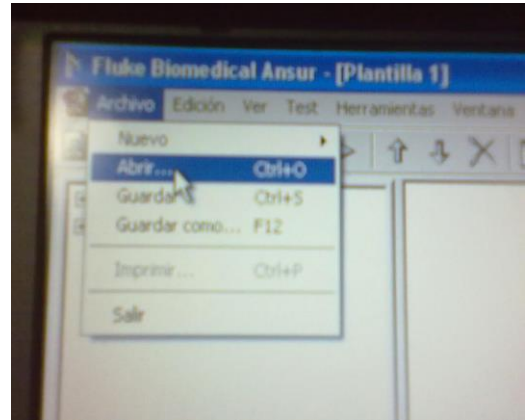 Fluke Biomedical Ansur - [Plantilla 1]
Archivo Edición Ver Test Herramientas Ventana
Nuevo
Abrir... Ctrl+O
Guardar Ctrl+S
Guardar como... F12
Imprimir... Ctrl+P
Salir